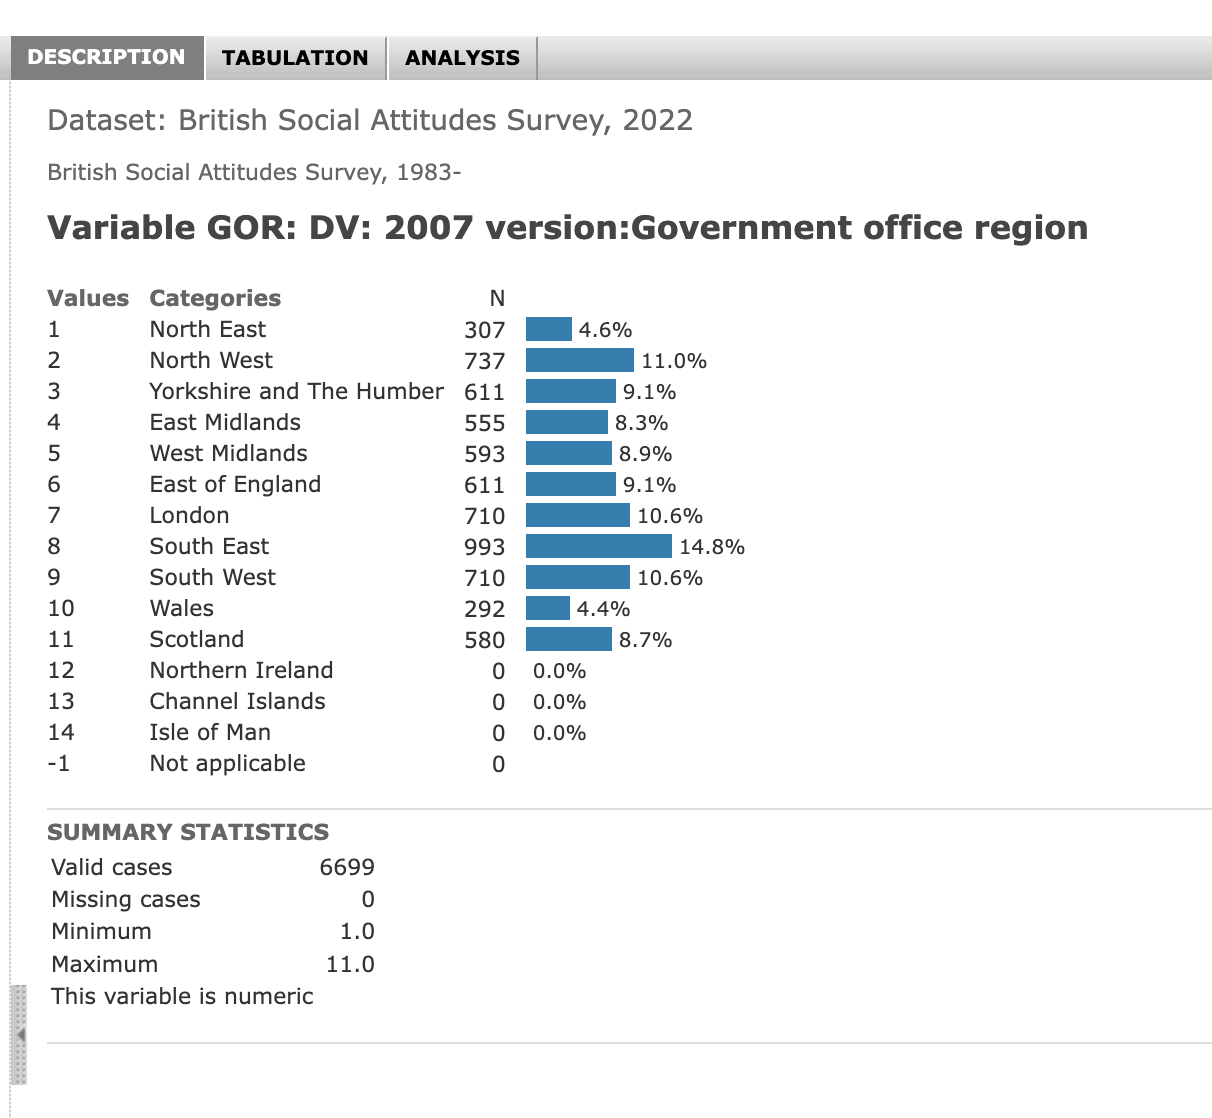 DESCRIPTION TABULATION ANALYSIS
Dataset: British Social Attitudes Survey, 2022
British Social Attitudes Survey, 1983-
Variable GOR: DV: 2007 version:Government office region
Values Categories N
1 North East 307 4.6%
2 North West 737 11.0%
3 Yorkshire and The Humber 611 9.1%
4 East Midlands 555 8.3%
5 West Midlands 593 8.9%
6 East of England 611 9.1%
7 London 710 10.6%
8 South East 993 14.8%
9 South West 710 10.6%
10 Wales 292 4.4%
11 Scotland 580 8.7%
12 Northern Ireland 0 0.0%
13 Channel Islands 0 0.0%
14 Isle of Man 0 0.0%
-1 Not applicable 0
SUMMARY STATISTICS
Valid cases 6699
Missing cases 0
Minimum 1.0
Maximum 11.0
This variable is numeric